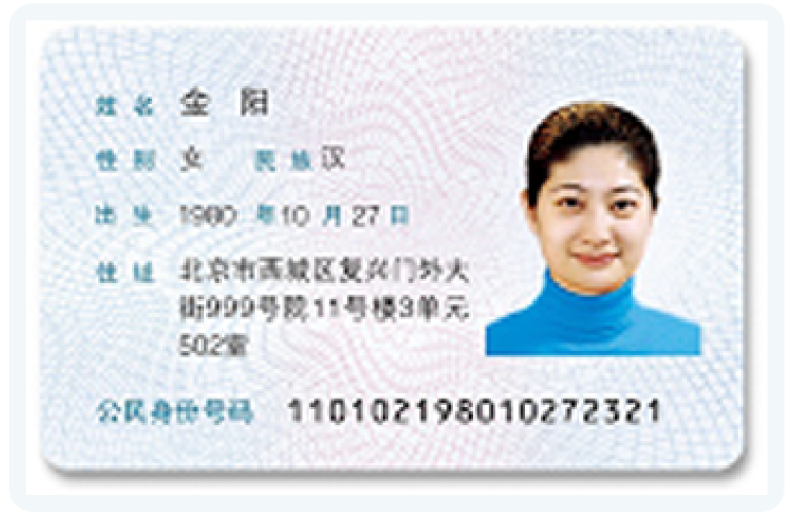 姓名 金 阳
性别 女 民族 汉
出生 1980 年 10 月 27 日
住址 北京市西城区复兴门外大
街999号院11号楼3单元
502室
公民身份号码 110102198010272321